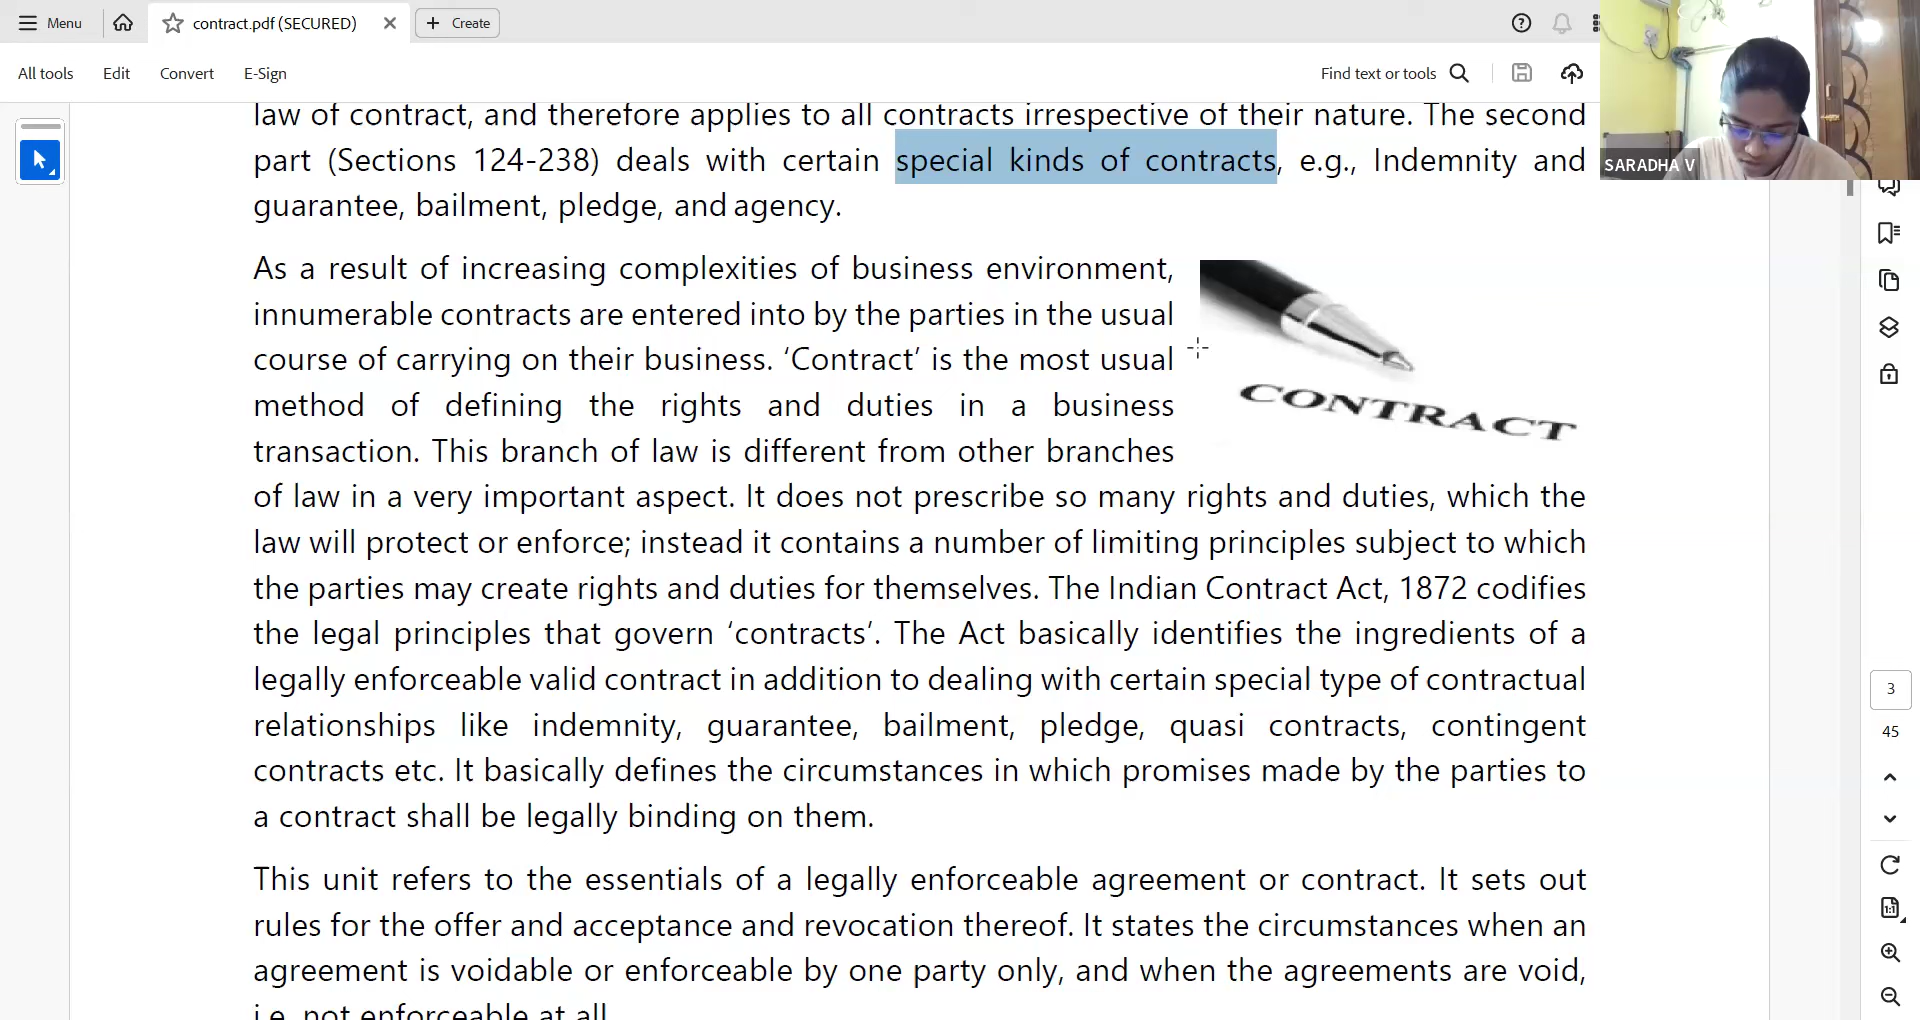 Menu
contract.pdf (SECURED)
Create
All tools
Edit
Convert
E-Sign
Find text or tools
SARADHA V
law of contract, and therefore applies to all contracts irrespective of their nature. The second
part (Sections 124-238) deals with certain special kinds of contracts, e.g., Indemnity and
guarantee, bailment, pledge, and agency.
As a result of increasing complexities of business environment,
innumerable contracts are entered into by the parties in the usual
course of carrying on their business. ‘Contract’ is the most usual
method of defining the rights and duties in a business
transaction. This branch of law is different from other branches
of law in a very important aspect. It does not prescribe so many rights and duties, which the
law will protect or enforce; instead it contains a number of limiting principles subject to which
the parties may create rights and duties for themselves. The Indian Contract Act, 1872 codifies
the legal principles that govern ‘contracts’. The Act basically identifies the ingredients of a
legally enforceable valid contract in addition to dealing with certain special type of contractual
relationships like indemnity, guarantee, bailment, pledge, quasi contracts, contingent
contracts etc. It basically defines the circumstances in which promises made by the parties to
a contract shall be legally binding on them.
CONTRACT
This unit refers to the essentials of a legally enforceable agreement or contract. It sets out
rules for the offer and acceptance and revocation thereof. It states the circumstances when an
agreement is voidable or enforceable by one party only, and when the agreements are void,
i.e. not enforceable at all.
3
45
1:1